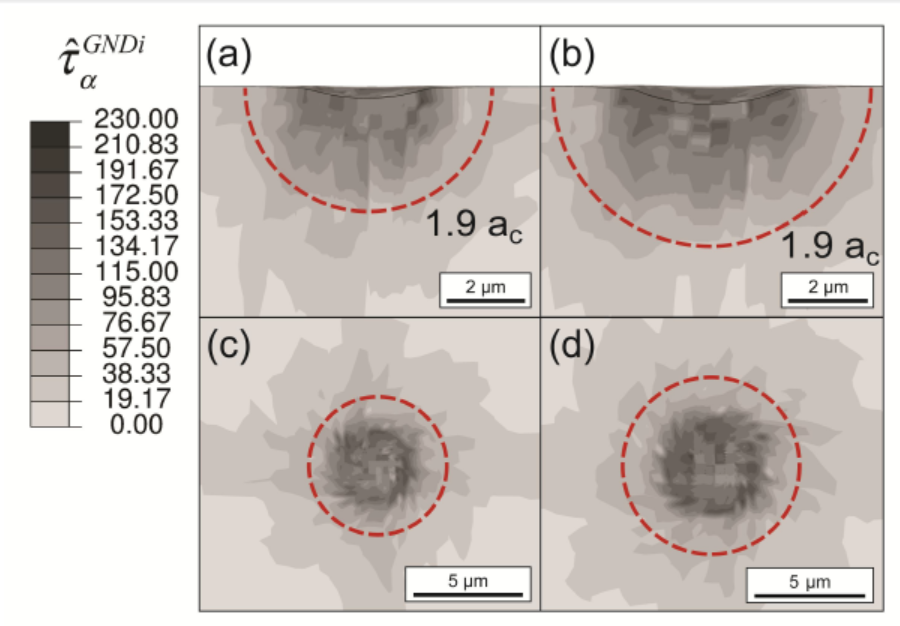 τ̂α^GNDi
230.00
210.83
191.67
172.50
153.33
134.17
115.00
95.83
76.67
57.50
38.33
19.17
0.00
(a)
1.9 ac
2 μm
(b)
1.9 ac
2 μm
(c)
5 μm
(d)
5 μm